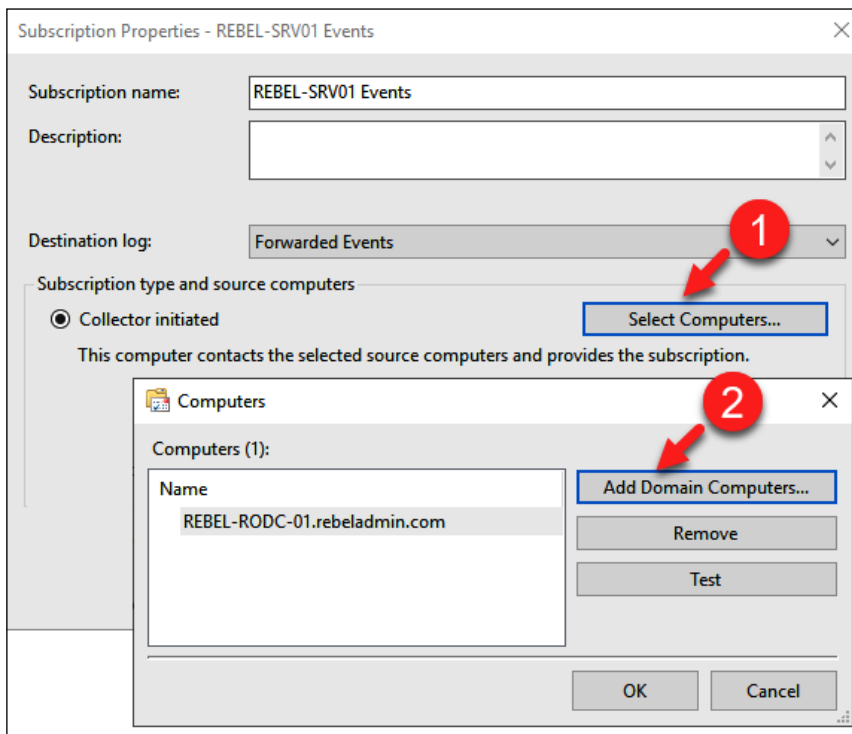 Subscription Properties - REBEL-SRV01 Events
Subscription name:
REBEL-SRV01 Events
Description:
Destination log:
Forwarded Events
1
Subscription type and source computers
Collector initiated
Select Computers...
This computer contacts the selected source computers and provides the subscription.
Computers
2
Computers (1):
Name
Add Domain Computers...
REBEL-RODC-01.rebeladmin.com
Remove
Test
OK
Cancel